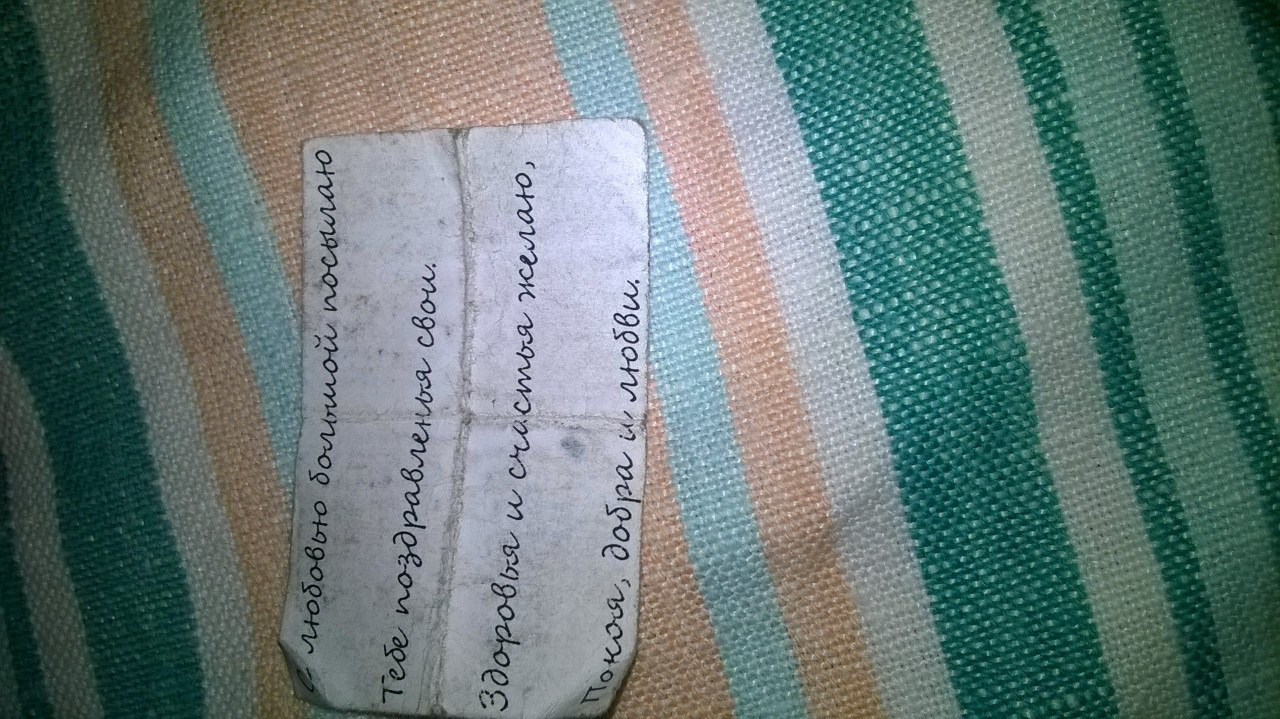 С любовью большой посылаю
Тебе поздравленья свои.
Здоровья и счастья желаю,
Покоя, добра и любви.